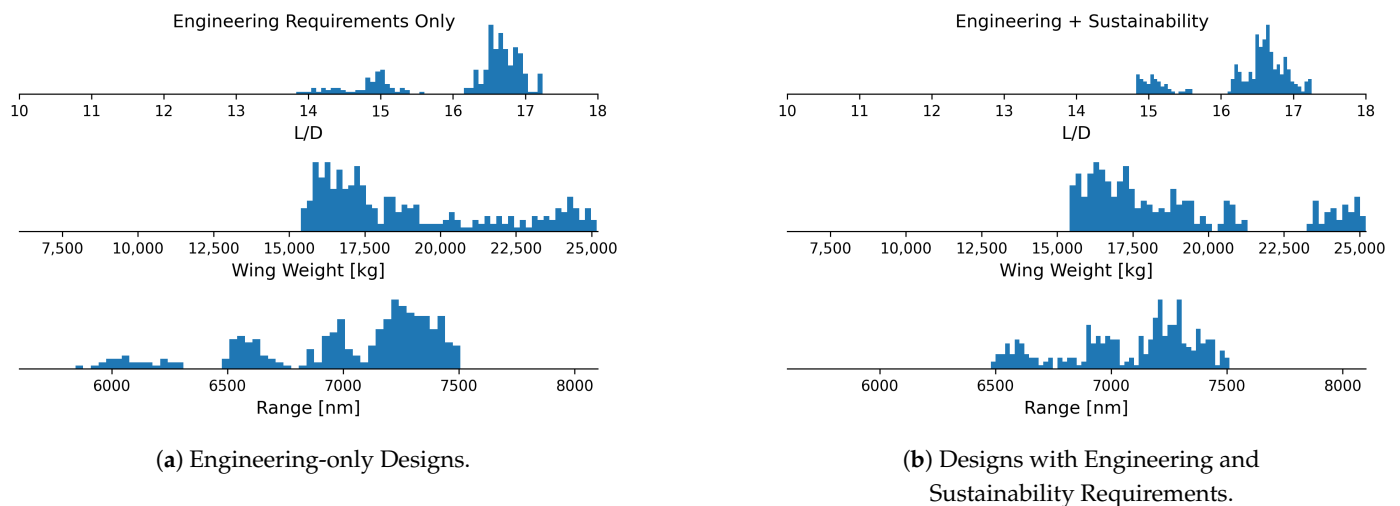 Engineering Requirements Only
10 11 12 13 14 15 16 17 18
L/D
7,500 10,000 12,500 15,000 17,500 20,000 22,500 25,000
Wing Weight [kg]
6000 6500 7000 7500 8000
Range [nm]
(a) Engineering-only Designs.
Engineering + Sustainability
10 11 12 13 14 15 16 17 18
L/D
7,500 10,000 12,500 15,000 17,500 20,000 22,500 25,000
Wing Weight [kg]
6000 6500 7000 7500 8000
Range [nm]
(b) Designs with Engineering and
Sustainability Requirements.